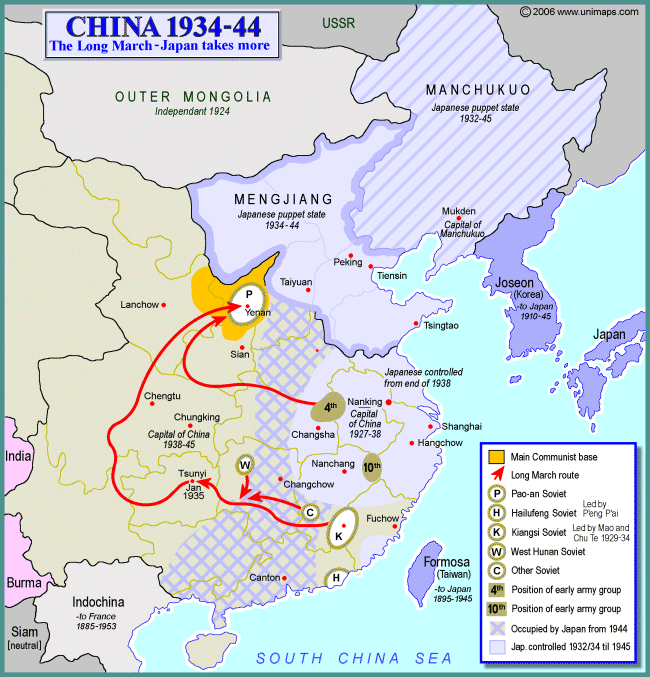 CHINA 1934-44
The Long March - Japan takes more
© 2006 www.unimaps.com
USSR
OUTER MONGOLIA
Independant 1924
MANCHUKUO
Japanese puppet state
1932-45
MENGJIANG
Japanese puppet state
1934-44
Mukden
Capital of
Manchukuo
Peking
Tiensin
Taiyuan
Joseon
(Korea)
-to Japan
1910-45
Lanchow
P
Yenan
Tsingtao
Japan
Sian
Japanese controlled
from end of 1938
Chengtu
4th
Nanking
Capital
of China
1927-38
Chungking
Capital of China
1938-45
Changsha
Shanghai
Hangchow
India
W
Nanchang
10th
Tsunyi
Jan
1935
Changchow
C
K
Fuchow
Burma
Canton
H
Formosa
(Taiwan)
-to Japan
1895-1945
Indochina
-to France
1885-1953
Siam
[neutral]
SOUTH CHINA SEA
Main Communist base
Long March route
P Pao-an Soviet
H Hailufeng Soviet Led by P'eng P'ai
K Kiangsi Soviet Led by Mao and Chu Te 1929-34
W West Hunan Soviet
C Other Soviet
4th Position of early army group
10th Position of early army group
Occupied by Japan from 1944
Jap. controlled 1932/34 til 1945